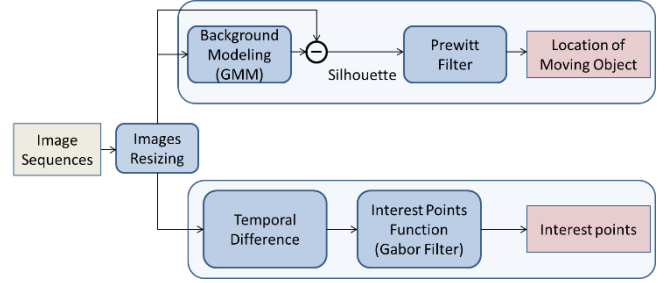 Background
Modeling
(GMM)
Silhouette
Prewitt
Filter
Location of
Moving Object
Image
Sequences
Images
Resizing
Temporal
Difference
Interest Points
Function
(Gabor Filter)
Interest points